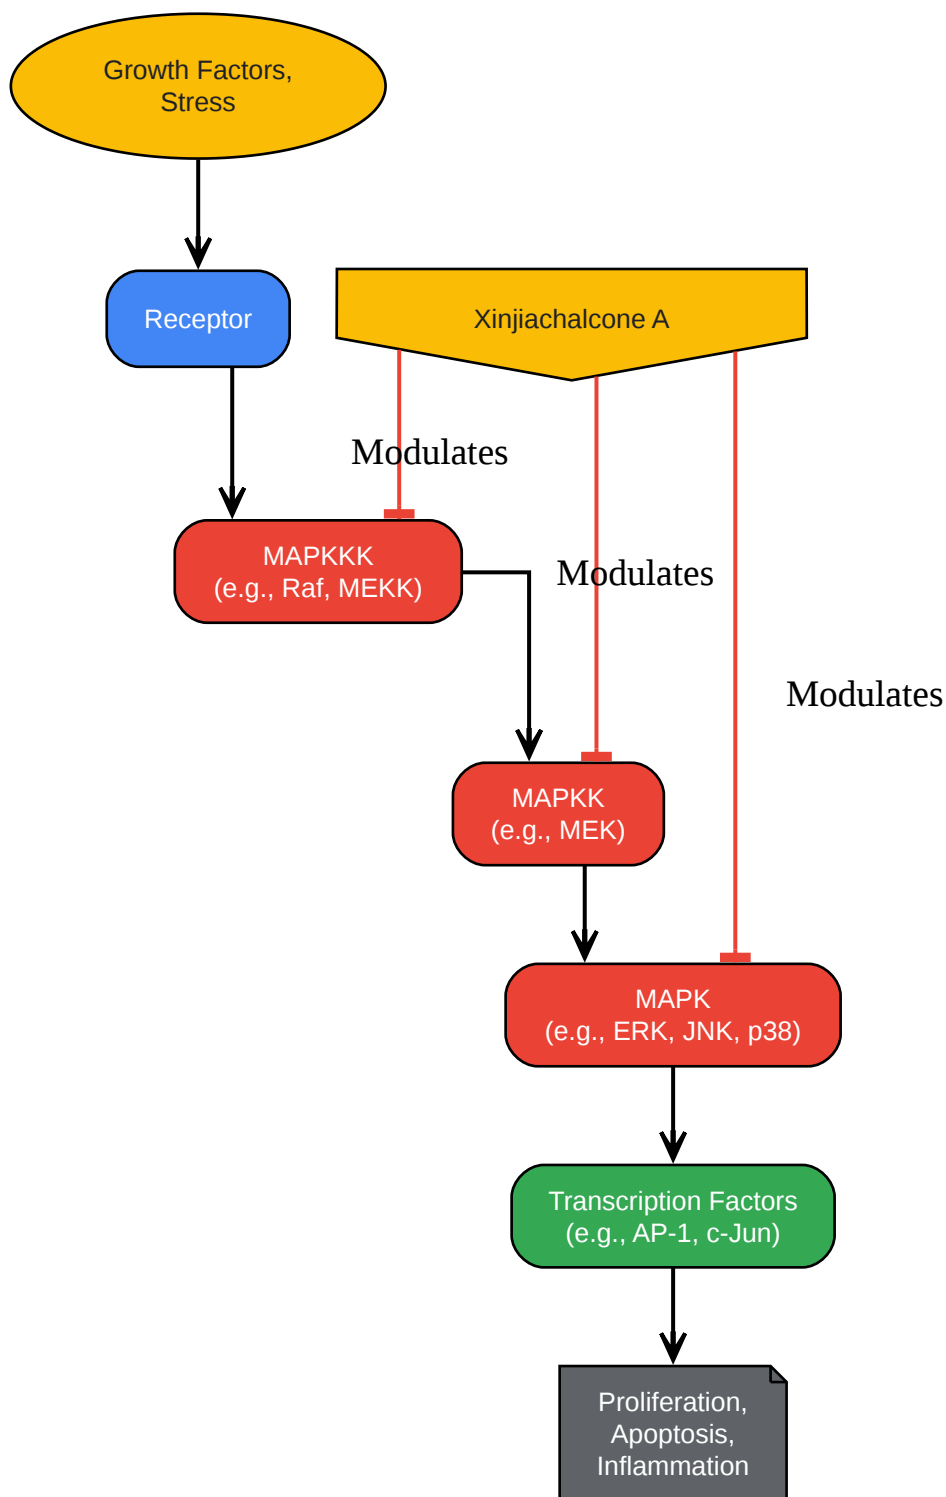 Growth Factors,
Stress
Receptor
Xinjiachalcone A
Modulates
MAPKKK
(e.g., Raf, MEKK)
Modulates
Modulates
MAPKK
(e.g., MEK)
MAPK
(e.g., ERK, JNK, p38)
Transcription Factors
(e.g., AP-1, c-Jun)
Proliferation,
Apoptosis,
Inflammation